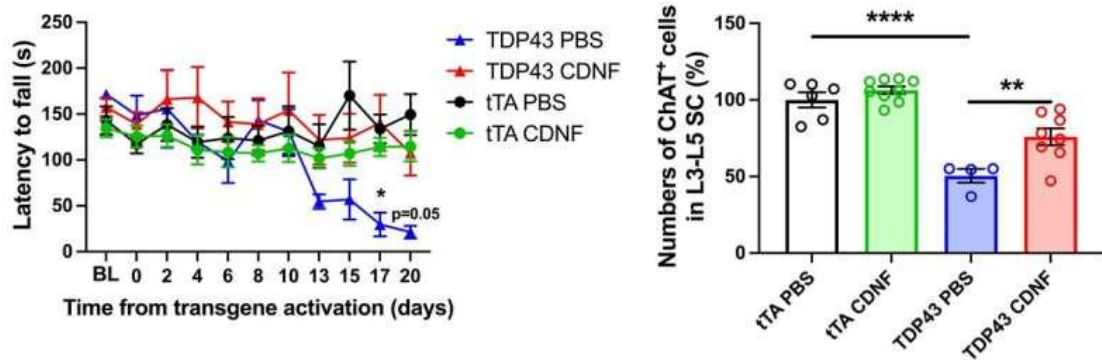 Latency to fall (s)
250
200
150
100
50
0
BL 0 2 4 6 8 10 13 15 17 20
Time from transgene activation (days)
*
p=0.05
TDP43 PBS
TDP43 CDNF
tTA PBS
tTA CDNF
Numbers of ChAT⁺ cells
in L3-L5 SC (%)
150
100
50
0
****
**
tTA PBS
tTA CDNF
TDP43 PBS
TDP43 CDNF